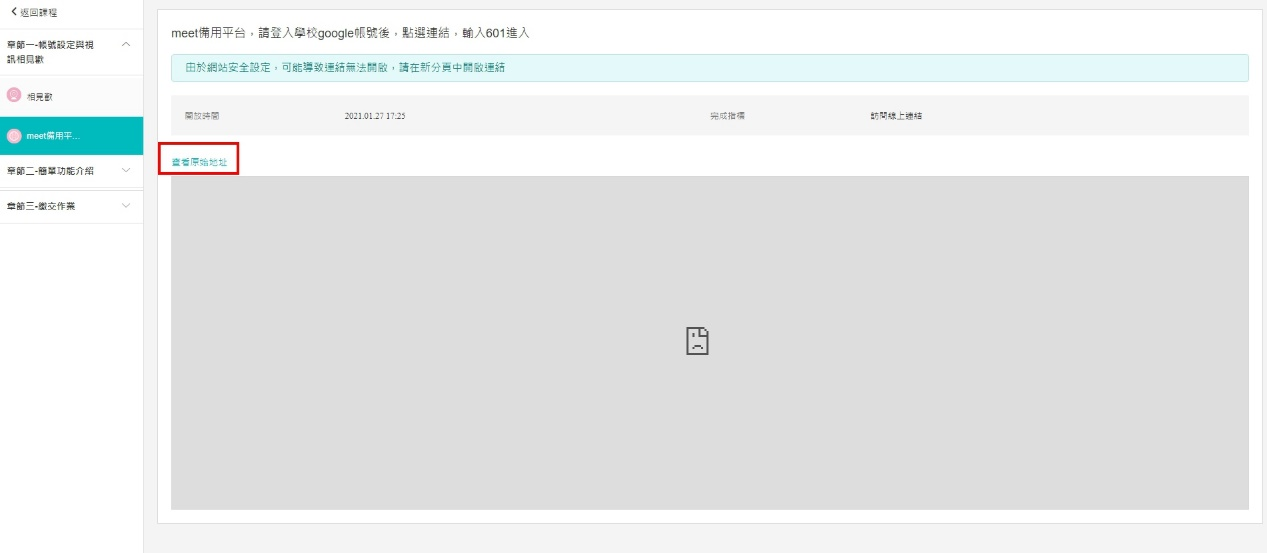 返回課程
章節一-帳號設定與視
訊相見歡
相見歡
meet備用平...
章節二-簡單功能介紹
章節三-繳交作業
meet備用平台，請登入學校google帳號後，點選連結，輸入601進入
由於網站安全設定，可能導致連結無法開啟，請在新分頁中開啟連結
開放時間 2021.01.27 17:25 完成指標 訪問線上連結
查看原始地址